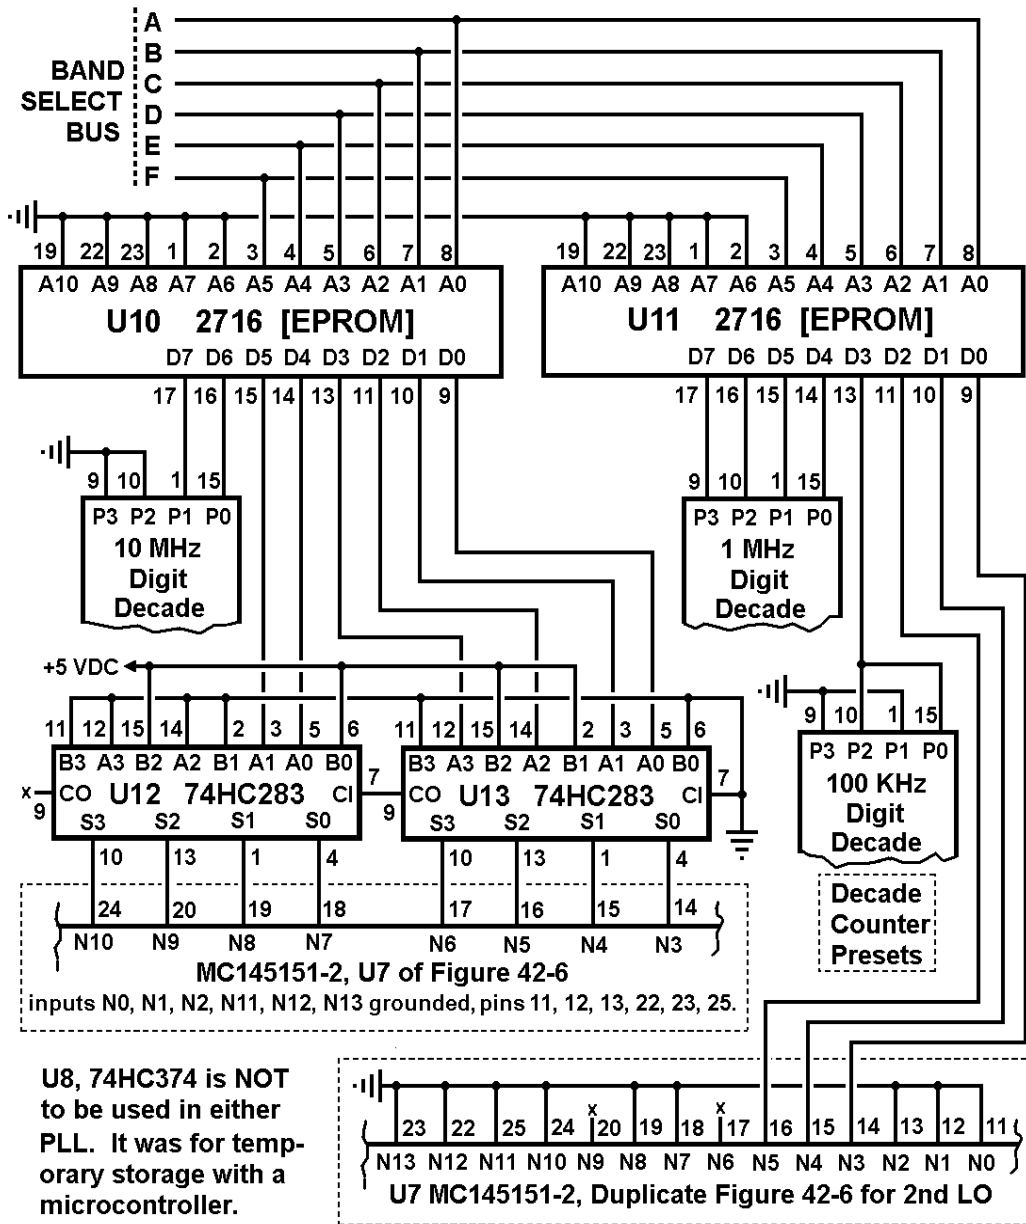 A
B
C
D
E
F
BAND
SELECT
BUS
19 22 23 1 2 3 4 5 6 7 8
A10 A9 A8 A7 A6 A5 A4 A3 A2 A1 A0
U10 2716 [EPROM]
D7 D6 D5 D4 D3 D2 D1 D0
17 16 15 14 13 11 10 9
19 22 23 1 2 3 4 5 6 7 8
A10 A9 A8 A7 A6 A5 A4 A3 A2 A1 A0
U11 2716 [EPROM]
D7 D6 D5 D4 D3 D2 D1 D0
17 16 15 14 13 11 10 9
9 10 1 15
P3 P2 P1 P0
10 MHz
Digit
Decade
9 10 1 15
P3 P2 P1 P0
1 MHz
Digit
Decade
+5 VDC
11 12 15 14 2 3 5 6
B3 A3 B2 A2 B1 A1 A0 B0
x 9 CO U12 74HC283 CI 7
S3 S2 S1 S0
10 13 1 4
11 12 15 14 2 3 5 6
B3 A3 B2 A2 B1 A1 A0 B0
9 CO U13 74HC283 CI 7
S3 S2 S1 S0
10 13 1 4
9 10 1 15
P3 P2 P1 P0
100 KHz
Digit
Decade
Decade
Counter
Presets
24 20 19 18 17 16 15 14
N10 N9 N8 N7 N6 N5 N4 N3
MC145151-2, U7 of Figure 42-6
inputs N0, N1, N2, N11, N12, N13 grounded, pins 11, 12, 13, 22, 23, 25.
U8, 74HC374 is NOT
to be used in either
PLL. It was for temp-
orary storage with a
microcontroller.
x x
23 22 25 24 20 19 18 17 16 15 14 13 12 11
N13 N12 N11 N10 N9 N8 N7 N6 N5 N4 N3 N2 N1 N0
U7 MC145151-2, Duplicate Figure 42-6 for 2nd LO